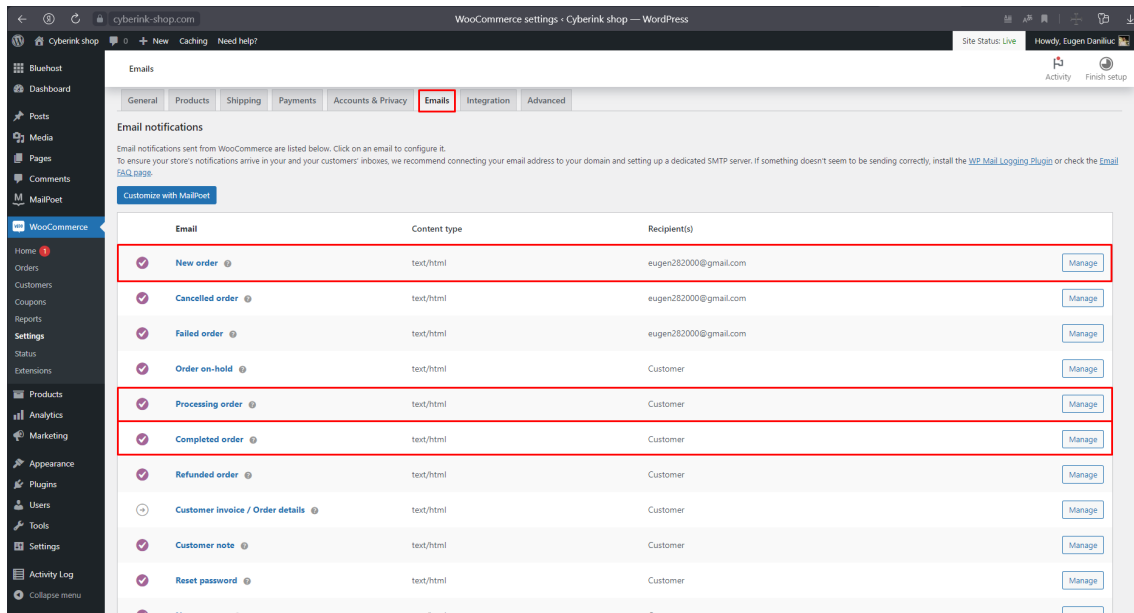 cyberink-shop.com
WooCommerce settings ‹ Cyberink shop — WordPress
Cyberink shop 0 + New Caching Need help?
Site Status: Live Howdy, Eugen Daniliuc
Bluehost
Dashboard
Posts
Media
Pages
Comments
MailPoet
WooCommerce
Home 1
Orders
Customers
Coupons
Reports
Settings
Status
Extensions
Products
Analytics
Marketing
Appearance
Plugins
Users
Tools
Settings
Activity Log
Collapse menu
Emails
Activity Finish setup
General Products Shipping Payments Accounts & Privacy Emails Integration Advanced
Email notifications
Email notifications sent from WooCommerce are listed below. Click on an email to configure it.
To ensure your store's notifications arrive in your and your customers' inboxes, we recommend connecting your email address to your domain and setting up a dedicated SMTP server. If something doesn't seem to be sending correctly, install the WP Mail Logging Plugin or check the Email
FAQ page.
Customize with MailPoet
Email Content type Recipient(s)
New order text/html eugen282000@gmail.com Manage
Cancelled order text/html eugen282000@gmail.com Manage
Failed order text/html eugen282000@gmail.com Manage
Order on-hold text/html Customer Manage
Processing order text/html Customer Manage
Completed order text/html Customer Manage
Refunded order text/html Customer Manage
Customer invoice / Order details text/html Customer Manage
Customer note text/html Customer Manage
Reset password text/html Customer Manage